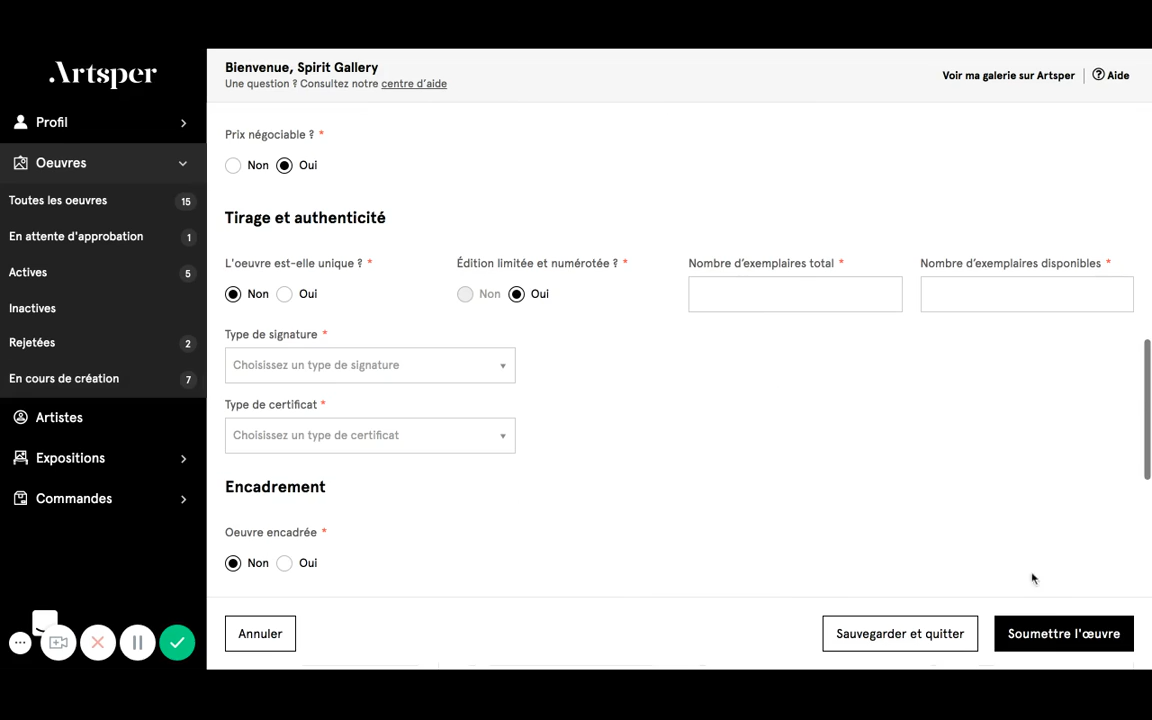 Artsper
Bienvenue, Spirit Gallery
Une question ? Consultez notre centre d'aide
Voir ma galerie sur Artsper
Aide
Profil
Oeuvres
Toutes les oeuvres 15
En attente d'approbation 1
Actives 5
Inactives
Rejetées 2
En cours de création 7
Artistes
Expositions
Commandes
Prix négociable ? *
Non Oui
Tirage et authenticité
L'oeuvre est-elle unique ? * Édition limitée et numérotée ? * Nombre d'exemplaires total * Nombre d'exemplaires disponibles *
Non Oui Non Oui
Type de signature *
Choisissez un type de signature
Type de certificat *
Choisissez un type de certificat
Encadrement
Oeuvre encadrée *
Non Oui
Annuler Sauvegarder et quitter Soumettre l'œuvre